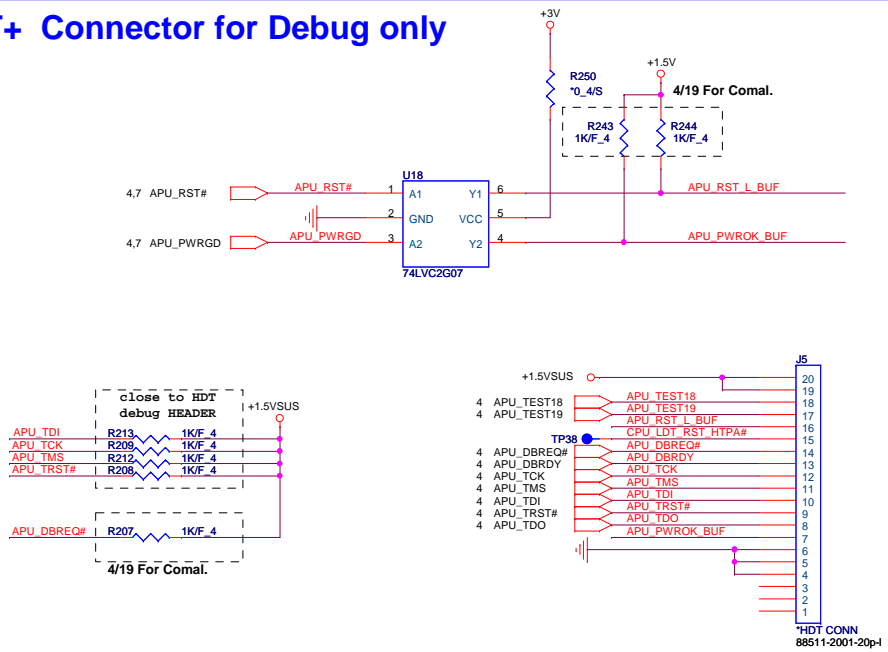 T+ Connector for Debug only
+3V
R250
*0_4/S
+1.5V
4/19 For Comal.
R243
1K/F_4
R244
1K/F_4
U18
4,7 APU_RST# APU_RST# 1 A1 Y1 6 APU_RST_L_BUF
2 GND VCC 5
4,7 APU_PWRGD APU_PWRGD 3 A2 Y2 4 APU_PWROK_BUF
74LVC2G07
close to HDT
debug HEADER
+1.5VSUS
APU_TDI R213 1K/F_4
APU_TCK R209 1K/F_4
APU_TMS R212 1K/F_4
APU_TRST# R208 1K/F_4
APU_DBREQ# R207 1K/F_4
4/19 For Comal.
J5
+1.5VSUS 20
19
4 APU_TEST18 APU_TEST18 18
4 APU_TEST19 APU_TEST19 17
APU_RST_L_BUF 16
TP38 CPU_LDT_RST_HTPA# 15
4 APU_DBREQ# APU_DBREQ# 14
4 APU_DBRDY APU_DBRDY 13
4 APU_TCK APU_TCK 12
4 APU_TMS APU_TMS 11
4 APU_TDI APU_TDI 10
4 APU_TRST# APU_TRST# 9
4 APU_TDO APU_TDO 8
APU_PWROK_BUF 7
6
5
4
3
2
1
*HDT CONN
88511-2001-20p-l